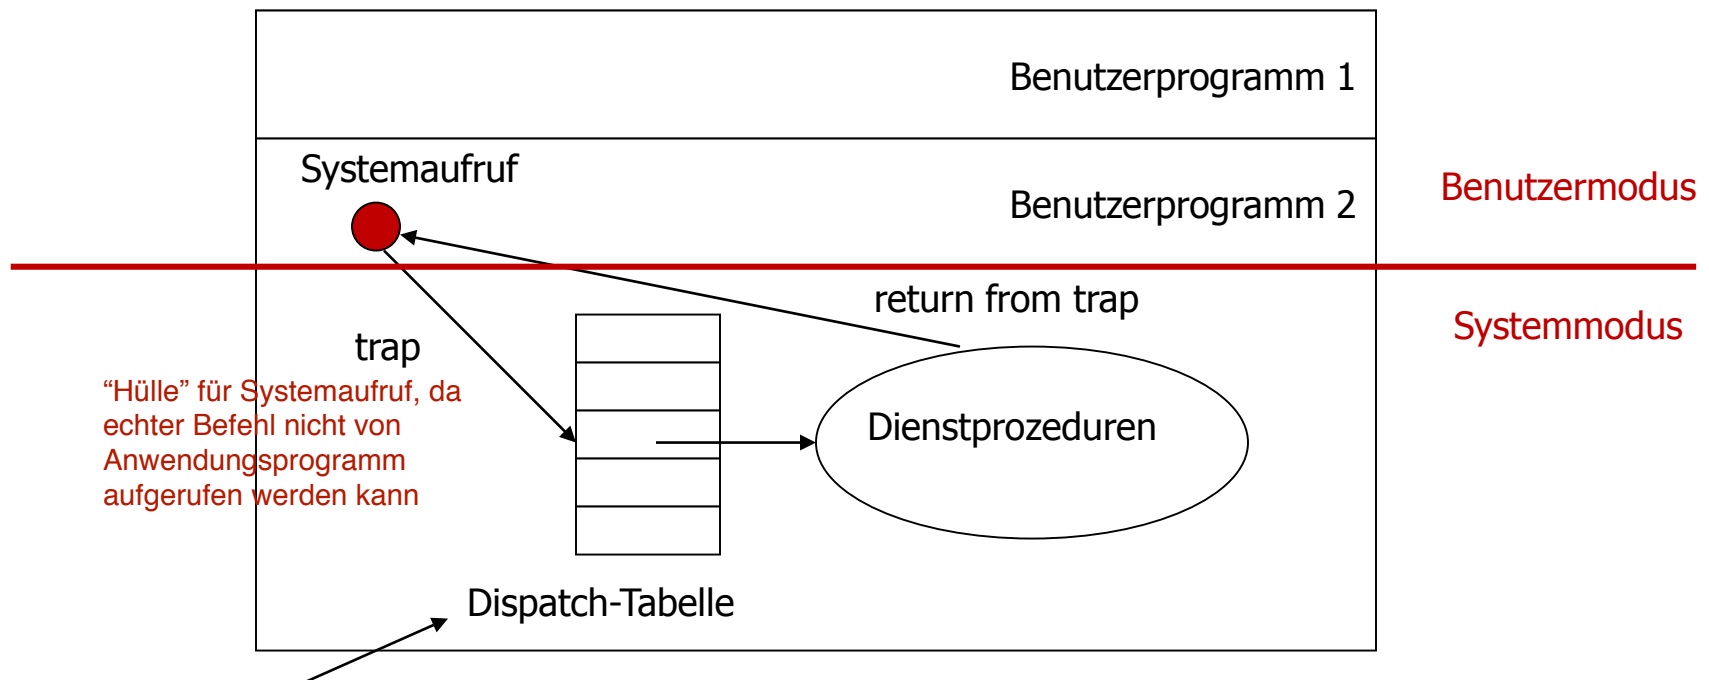 Benutzerprogramm 1
Systemaufruf
Benutzermodus
Benutzerprogramm 2
return from trap
Systemmodus
trap
“Hülle” für Systemaufruf, da
echter Befehl nicht von
Anwendungsprogramm
aufgerufen werden kann
Dienstprozeduren
Dispatch-Tabelle